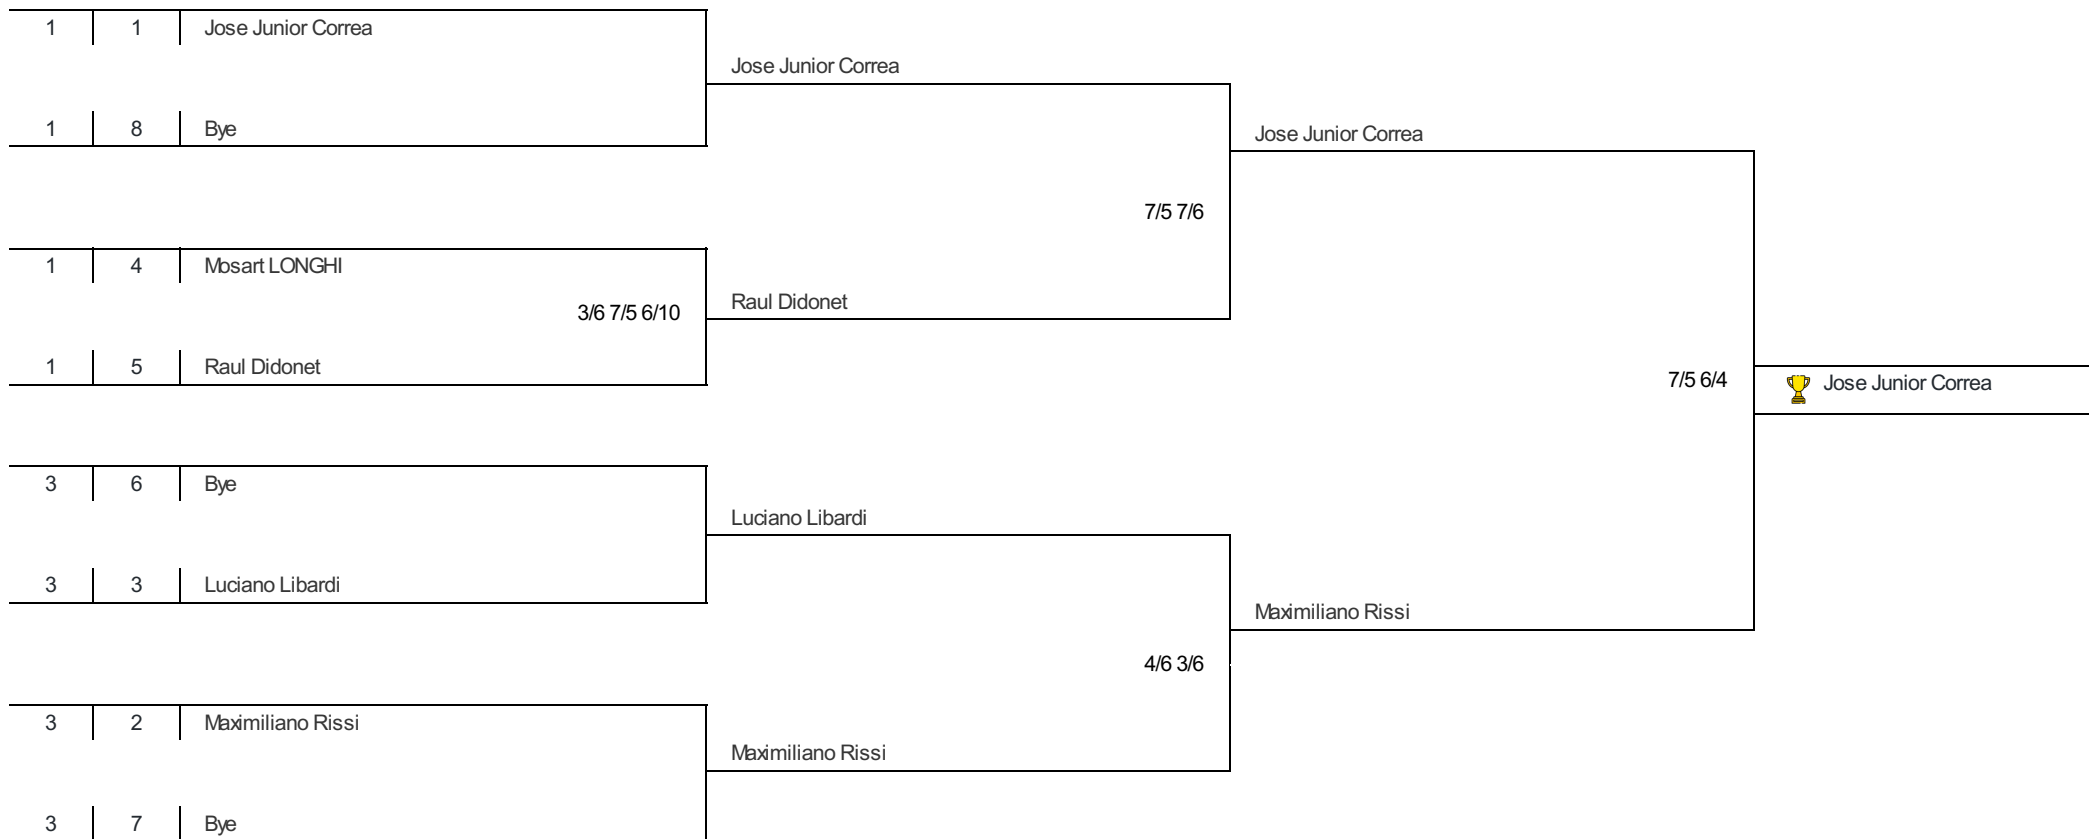 1 1 Jose Junior Correa
Jose Junior Correa
1 8 Bye
Jose Junior Correa
7/5 7/6
1 4 Mosart LONGHI
3/6 7/5 6/10
Raul Didonet
1 5 Raul Didonet
7/5 6/4
Jose Junior Correa
3 6 Bye
Luciano Libardi
3 3 Luciano Libardi
Maximiliano Rissi
4/6 3/6
3 2 Maximiliano Rissi
Maximiliano Rissi
3 7 Bye